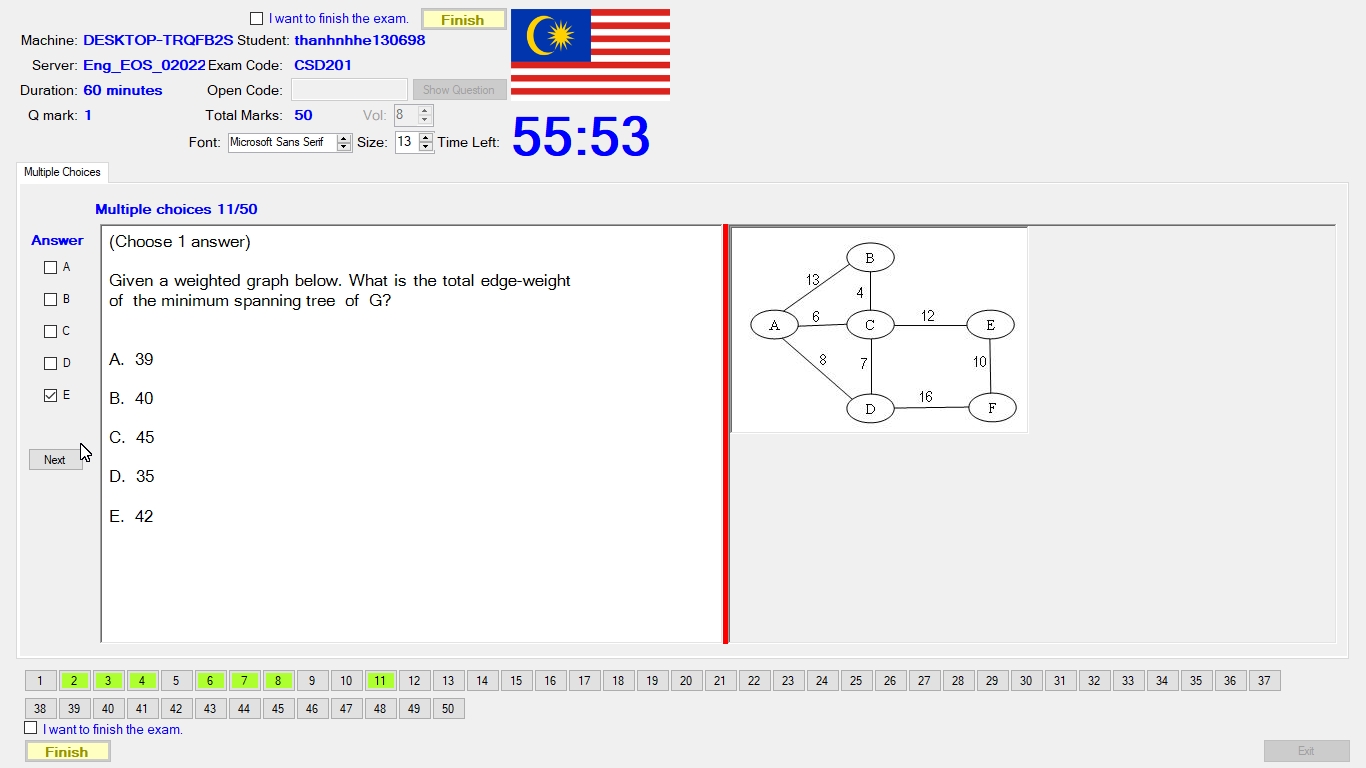 I want to finish the exam.
Finish
Machine: DESKTOP-TRQFB2S Student: thanhnhhe130698
Server: Eng_EOS_02022 Exam Code: CSD201
Duration: 60 minutes Open Code: Show Question
Q mark: 1 Total Marks: 50 Vol: 8
Font: Microsoft Sans Serif Size: 13 Time Left: 55:53
Multiple Choices
Multiple choices 11/50
Answer
A
B
C
D
E
Next
(Choose 1 answer)
Given a weighted graph below. What is the total edge-weight
of the minimum spanning tree of G?
A. 39
B. 40
C. 45
D. 35
E. 42
B
13
4
A
6
C
12
E
8
7
10
D
16
F
1 2 3 4 5 6 7 8 9 10 11 12 13 14 15 16 17 18 19 20 21 22 23 24 25 26 27 28 29 30 31 32 33 34 35 36 37
38 39 40 41 42 43 44 45 46 47 48 49 50
I want to finish the exam.
Finish
Exit